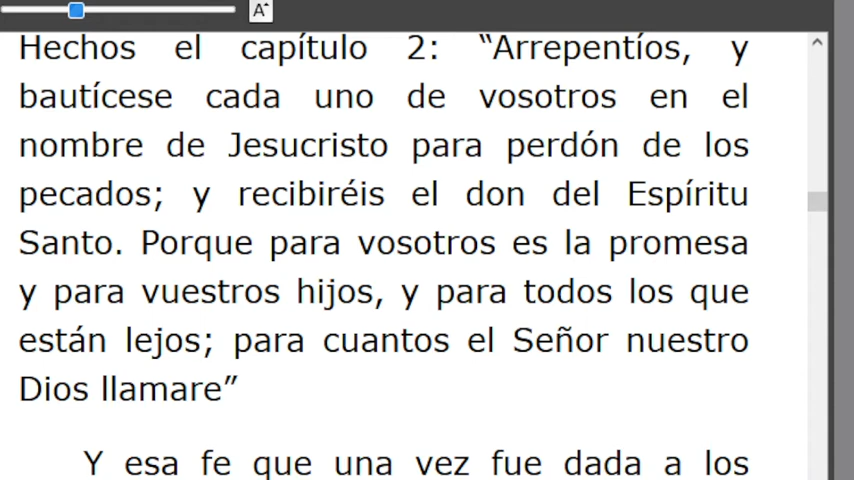 A
Hechos el capítulo 2: “Arrepentíos, y
bautícese cada uno de vosotros en el
nombre de Jesucristo para perdón de los
pecados; y recibiréis el don del Espíritu
Santo. Porque para vosotros es la promesa
y para vuestros hijos, y para todos los que
están lejos; para cuantos el Señor nuestro
Dios llamare”
Y esa fe que una vez fue dada a los